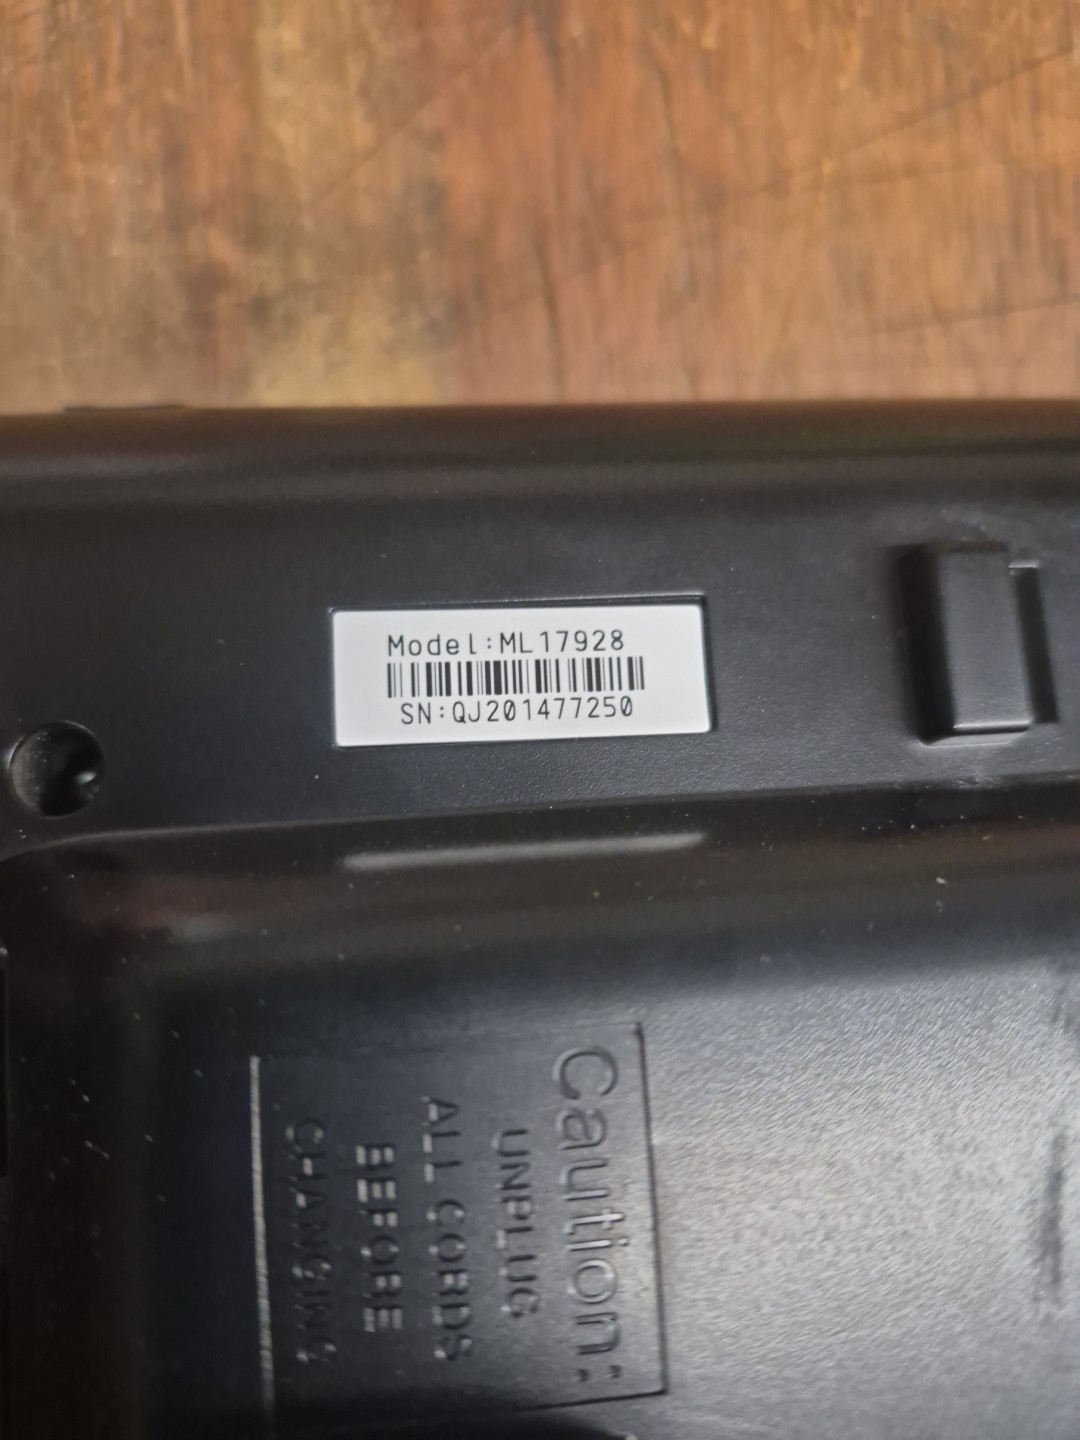 Model:ML17928
SN:QJ201477250
Caution:
UNPLUG
ALL CORDS
BEFORE
CHANGING